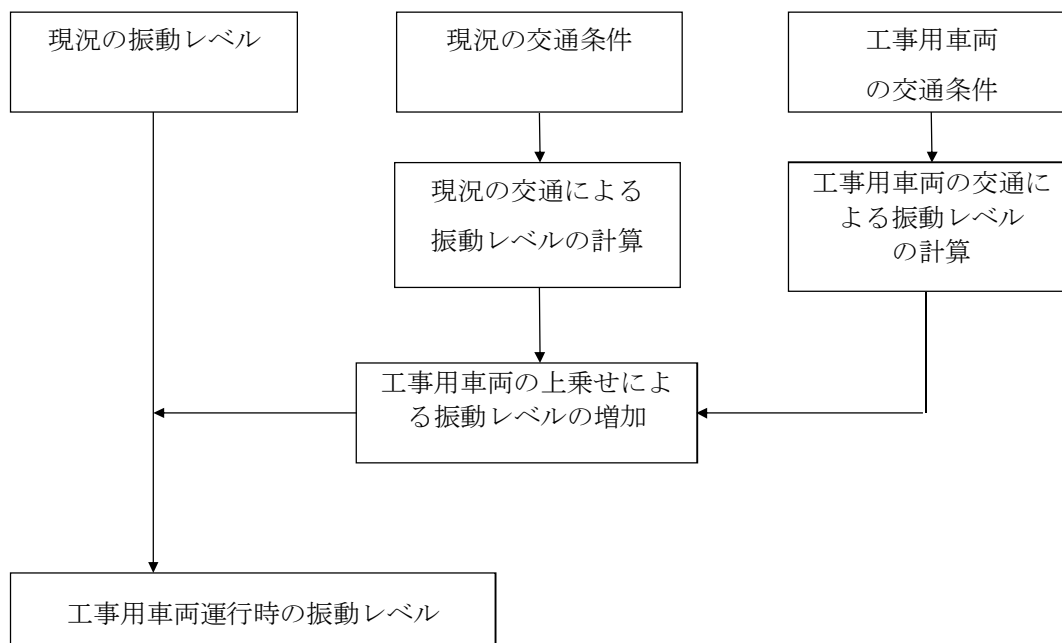 現況の振動レベル
現況の交通条件
工事用車両
の交通条件
現況の交通による
振動レベルの計算
工事用車両の交通に
よる振動レベル
の計算
工事用車両の上乗せによ
る振動レベルの増加
工事用車両運行時の振動レベル